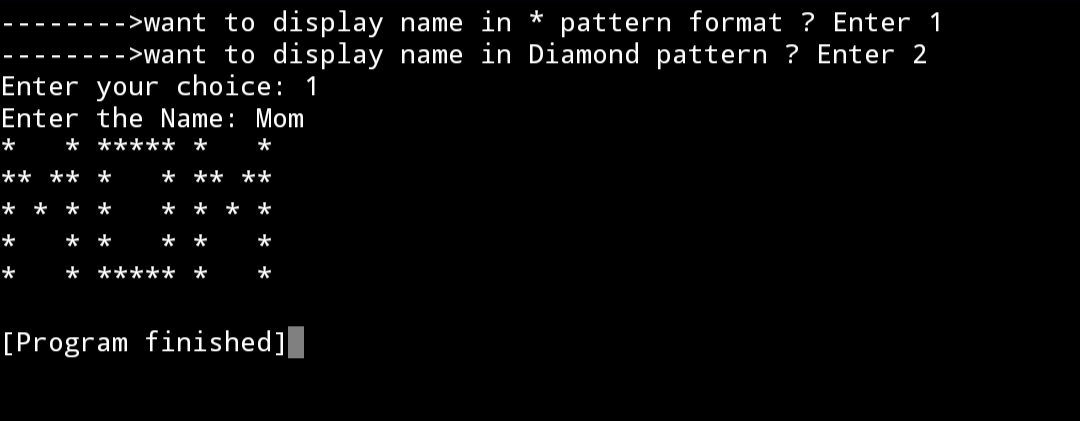 -------->want to display name in * pattern format ? Enter 1
-------->want to display name in Diamond pattern ? Enter 2
Enter your choice: 1
Enter the Name: Mom
*   * ***** *   *
** ** *   * ** **
* * * *   * * * *
*   * *   * *   *
*   * ***** *   *

[Program finished]